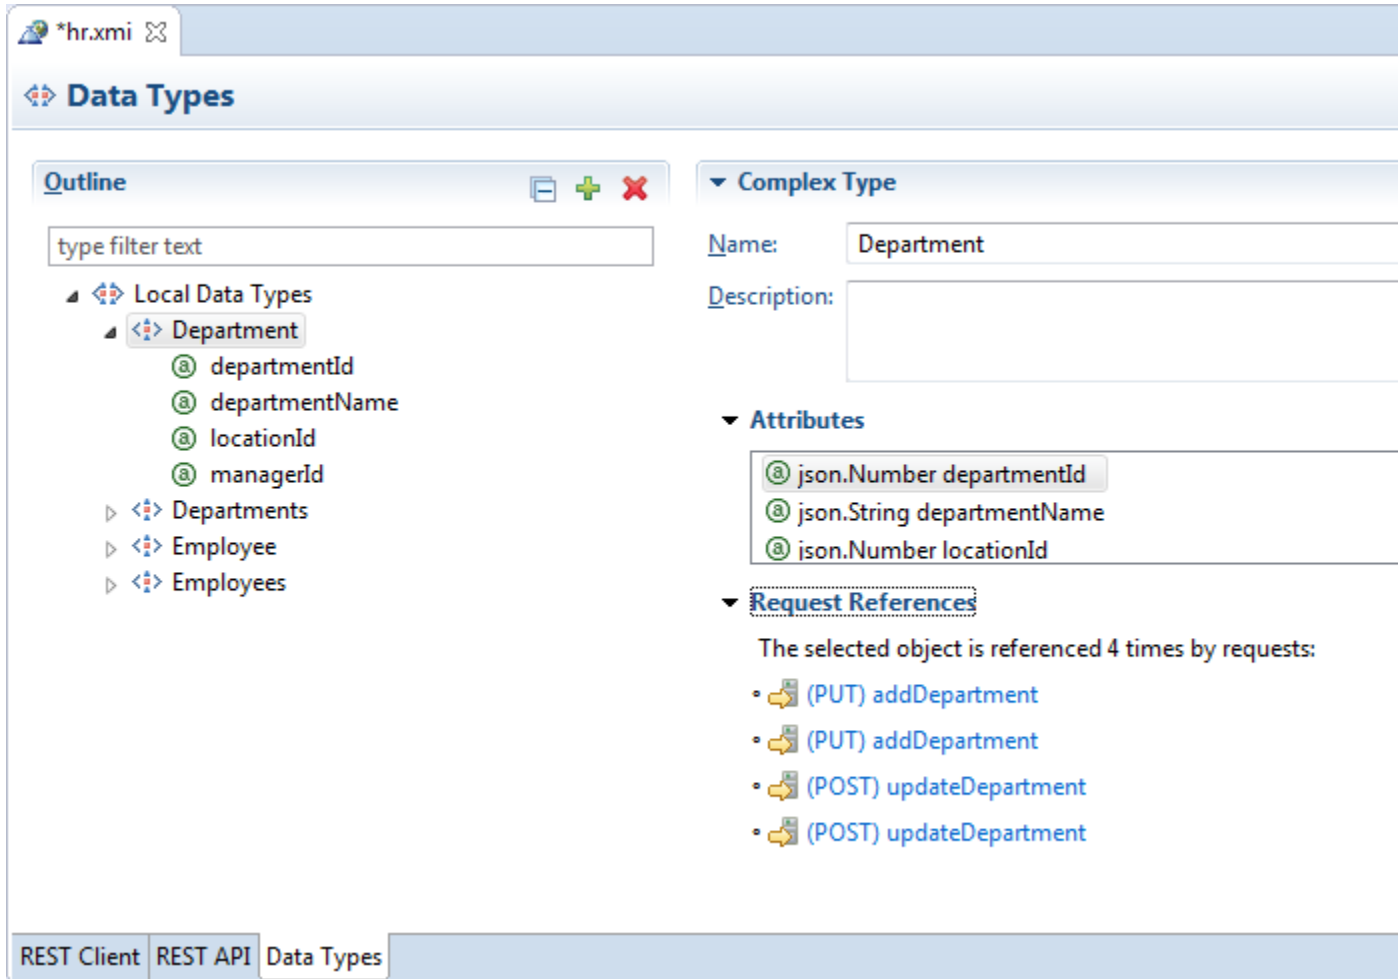 *hr.xmi
Data Types
Outline
type filter text
Local Data Types
Department
departmentId
departmentName
locationId
managerId
Departments
Employee
Employees
Complex Type
Name: Department
Description:
Attributes
json.Number departmentId
json.String departmentName
json.Number locationId
Request References
The selected object is referenced 4 times by requests:
(PUT) addDepartment
(PUT) addDepartment
(POST) updateDepartment
(POST) updateDepartment
REST Client REST API Data Types